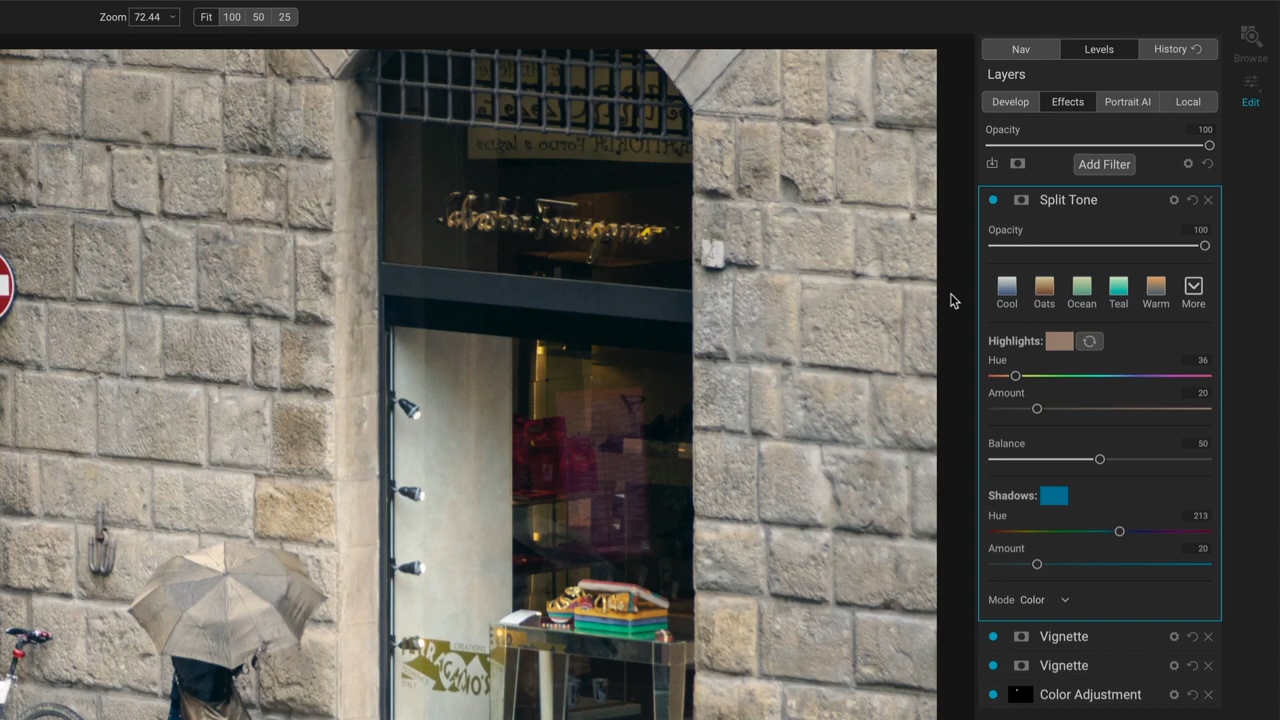 Zoom 72.44 Fit 100 50 25
Nav Levels History
Browse
Layers
Edit
Develop Effects Portrait AI Local
Opacity 100
Add Filter
Split Tone
Opacity 100
Cool Oats Ocean Teal Warm More
Highlights:
Hue 36
Amount 20
Balance 50
Shadows:
Hue 213
Amount 20
Mode Color
Vignette
Vignette
Color Adjustment
Salvatore Ferragamo
CREATIONS